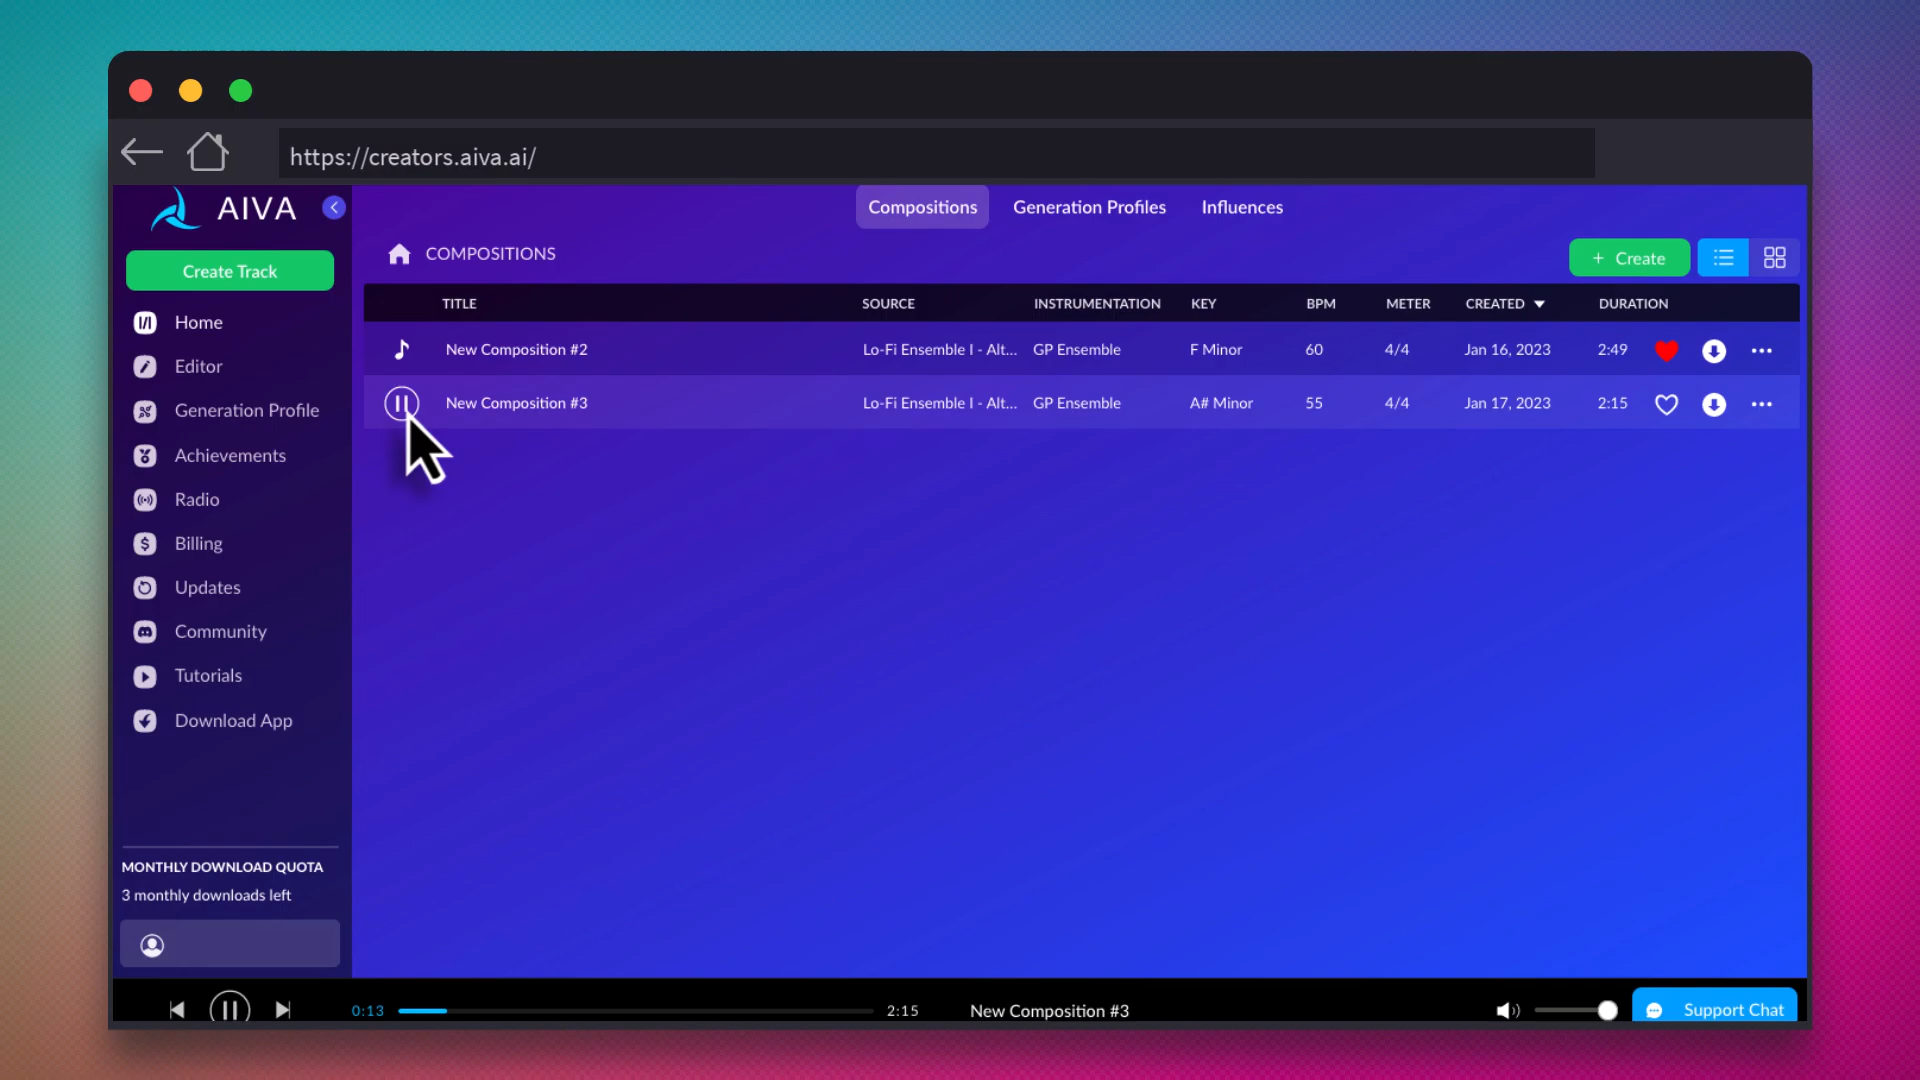 https://creators.aiva.ai/
AIVA
Compositions Generation Profiles Influences
COMPOSITIONS
+ Create
Create Track
TITLE SOURCE INSTRUMENTATION KEY BPM METER CREATED DURATION
New Composition #2 Lo-Fi Ensemble I - Alt... GP Ensemble F Minor 60 4/4 Jan 16, 2023 2:49
New Composition #3 Lo-Fi Ensemble I - Alt... GP Ensemble A# Minor 55 4/4 Jan 17, 2023 2:15
Home
Editor
Generation Profile
Achievements
Radio
Billing
Updates
Community
Tutorials
Download App
MONTHLY DOWNLOAD QUOTA
3 monthly downloads left
0:13 2:15 New Composition #3 Support Chat